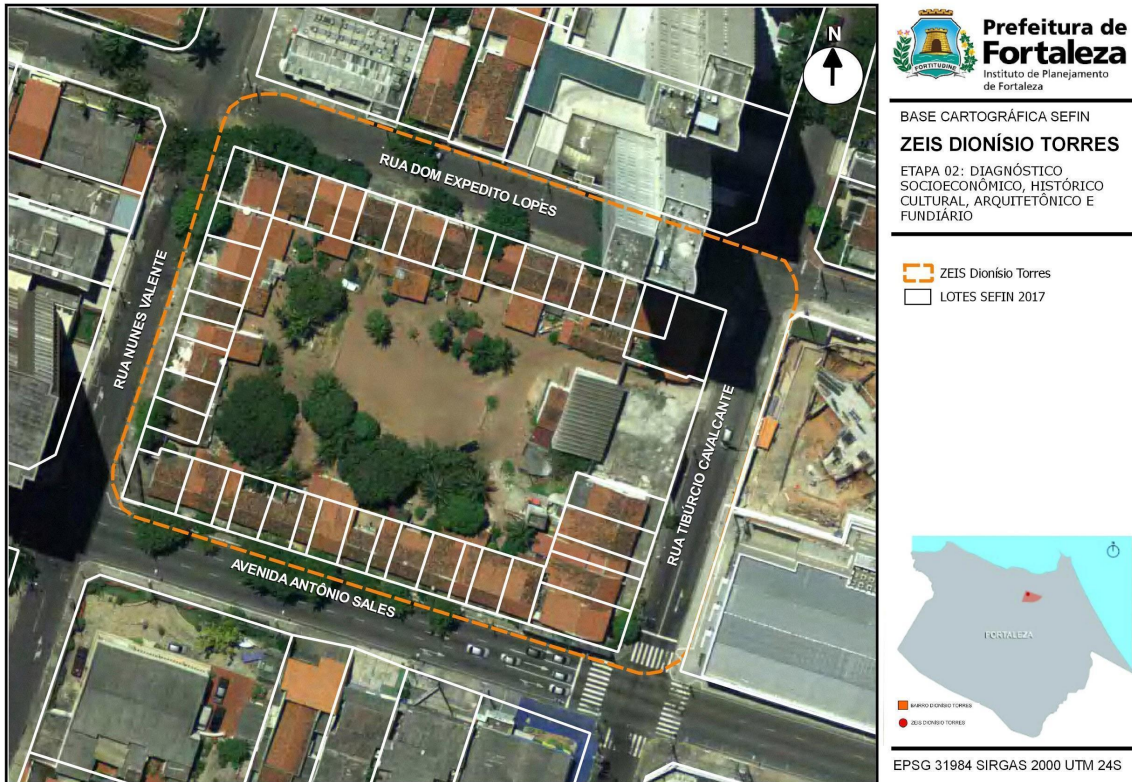 RUA DOM EXPEDITO LOPES
RUA NUNES VALENTE
RUA TIBÚRCIO CAVALCANTE
AVENIDA ANTÔNIO SALES
N
FORTITUDINE
Prefeitura de
Fortaleza
Instituto de Planejamento
de Fortaleza
BASE CARTOGRÁFICA SEFIN
ZEIS DIONÍSIO TORRES
ETAPA 02: DIAGNÓSTICO
SOCIOECONÔMICO, HISTÓRICO
CULTURAL, ARQUITETÔNICO E
FUNDIÁRIO
ZEIS Dionísio Torres
LOTES SEFIN 2017
FORTALEZA
BAIRRO DIONÍSIO TORRES
ZEIS DIONÍSIO TORRES
EPSG 31984 SIRGAS 2000 UTM 24S